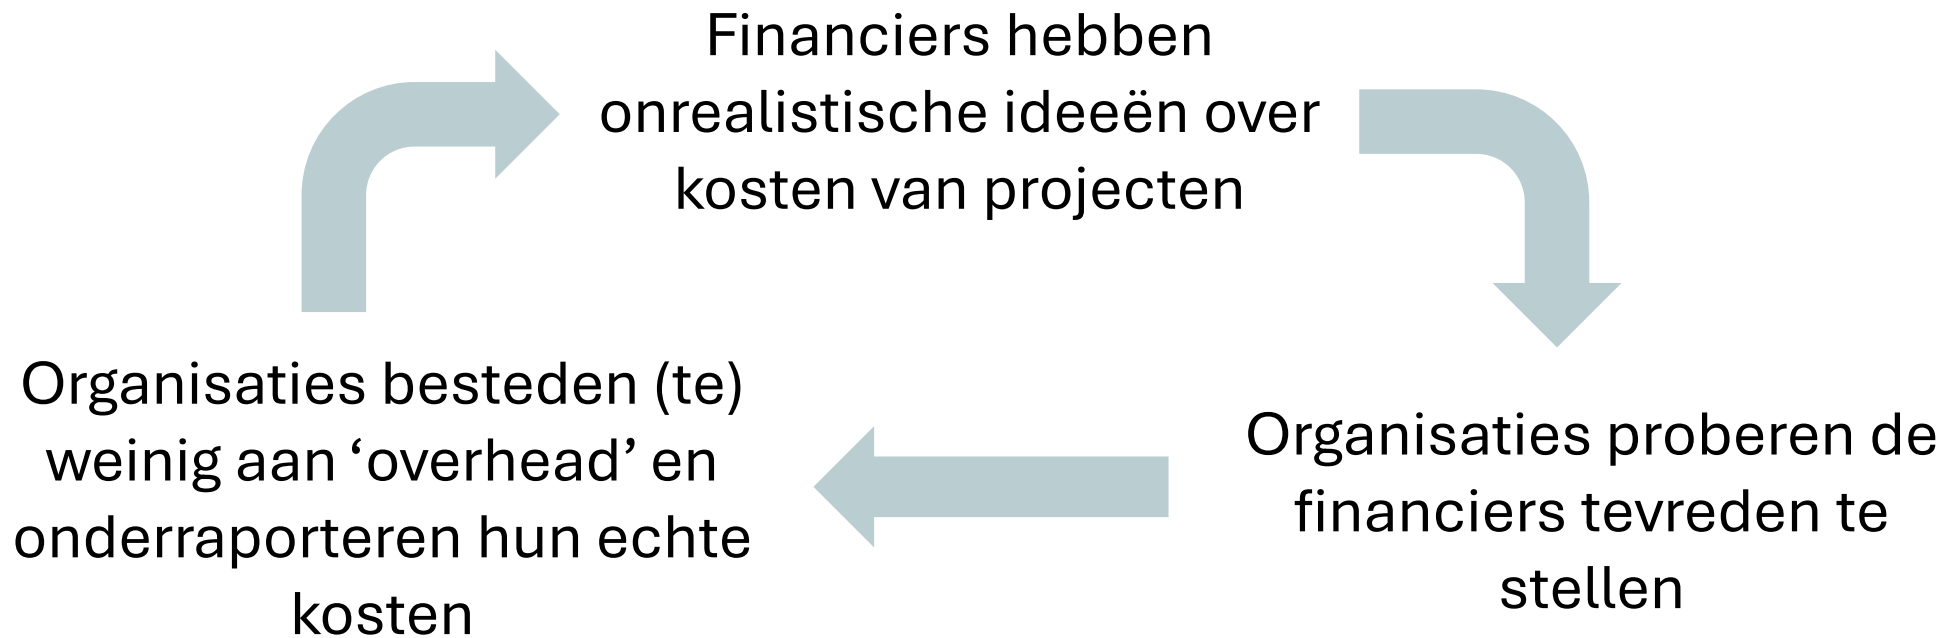 Financiers hebben
onrealistische ideeën over
kosten van projecten
Organisaties proberen de
financiers tevreden te
stellen
Organisaties besteden (te)
weinig aan ‘overhead’ en
onderraporteren hun echte
kosten